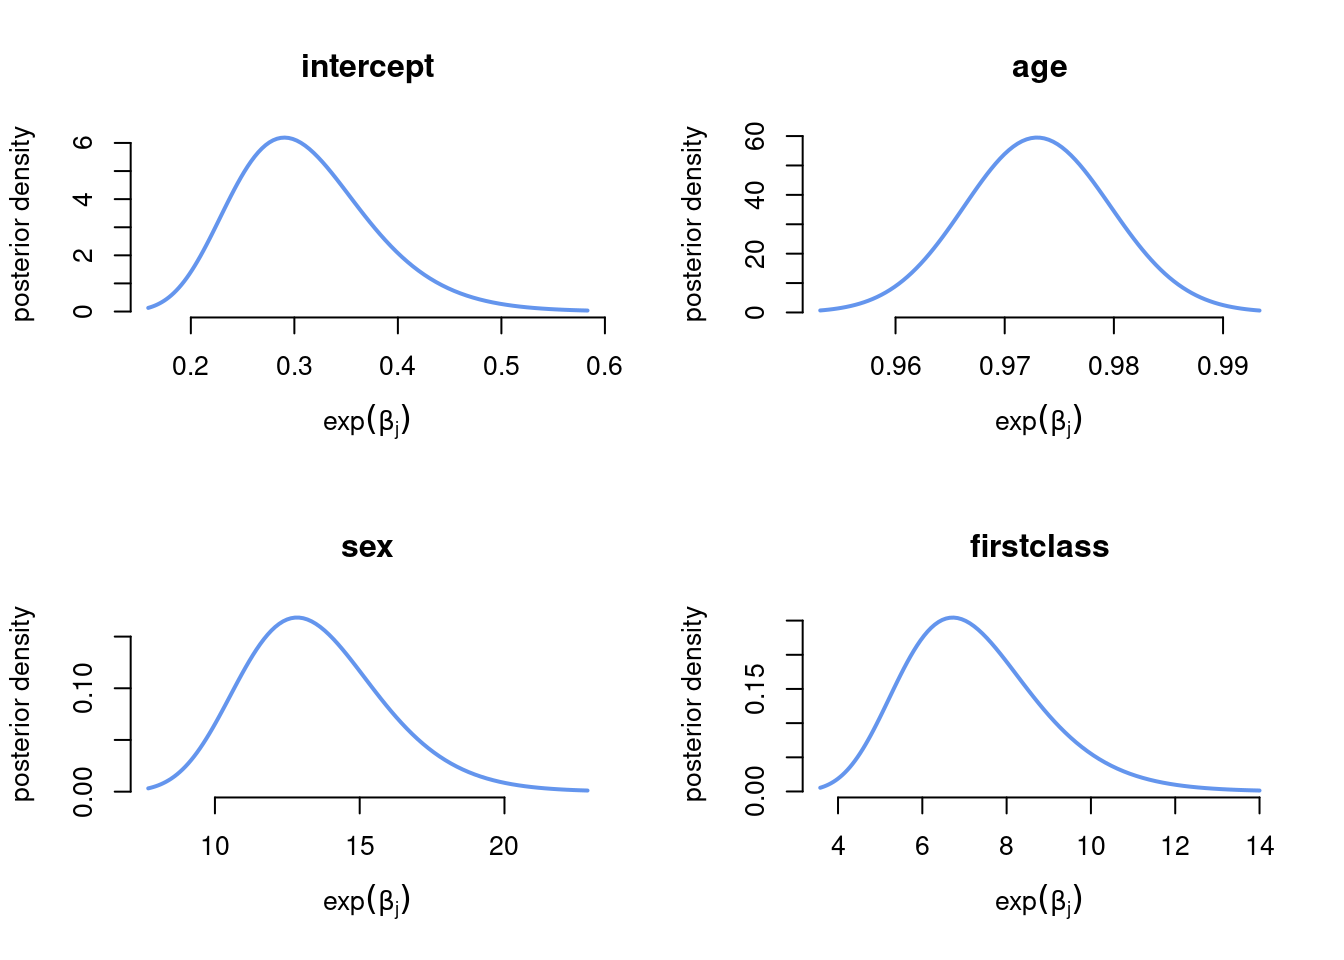 intercept
posterior density
0 2 4 6
0.2 0.3 0.4 0.5 0.6
exp(βj)
age
posterior density
0 20 40 60
0.96 0.97 0.98 0.99
exp(βj)
sex
posterior density
0.00 0.10
10 15 20
exp(βj)
firstclass
posterior density
0.00 0.15
4 6 8 10 12 14
exp(βj)